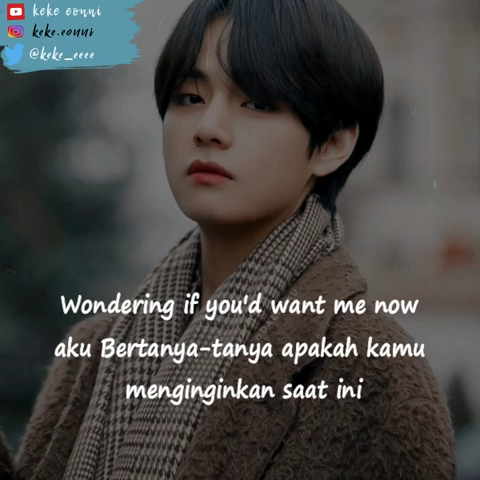 keke eonni
keke.eonni
@keke_eeee
Wondering if you'd want me now
aku Bertanya-tanya apakah kamu
menginginkan saat ini